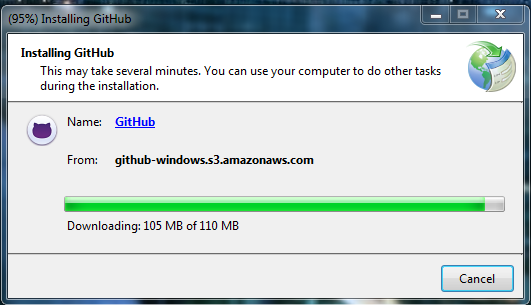 (95%) Installing GitHub
Installing GitHub
This may take several minutes. You can use your computer to do other tasks
during the installation.
Name: GitHub
From: github-windows.s3.amazonaws.com
Downloading: 105 MB of 110 MB
Cancel